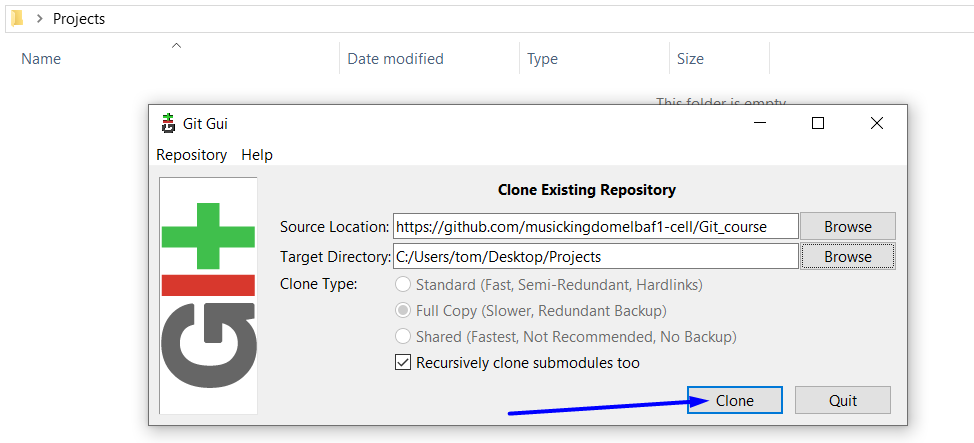 Projects
Name Date modified Type Size
This folder is empty.
Git Gui
Repository Help
GIt
Clone Existing Repository
Source Location: https://github.com/musickingdomelbaf1-cell/Git_course Browse
Target Directory: C:/Users/tom/Desktop/Projects Browse
Clone Type: Standard (Fast, Semi-Redundant, Hardlinks)
Full Copy (Slower, Redundant Backup)
Shared (Fastest, Not Recommended, No Backup)
Recursively clone submodules too
Clone Quit